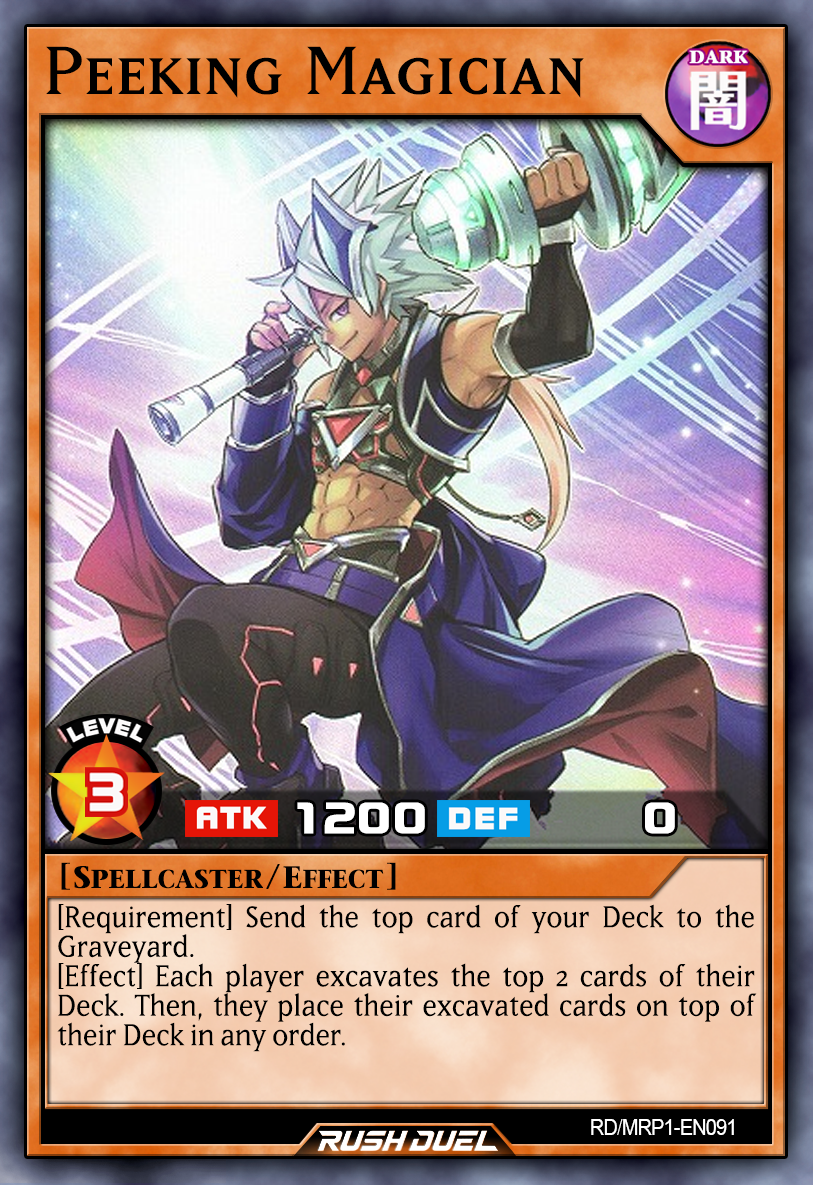 Peeking Magician
DARK
闇
LEVEL
3
ATK 1200 DEF 0
[Spellcaster/Effect]
[Requirement] Send the top card of your Deck to the
Graveyard.
[Effect] Each player excavates the top 2 cards of their
Deck. Then, they place their excavated cards on top of
their Deck in any order.
RUSH DUEL
RD/MRP1-EN091